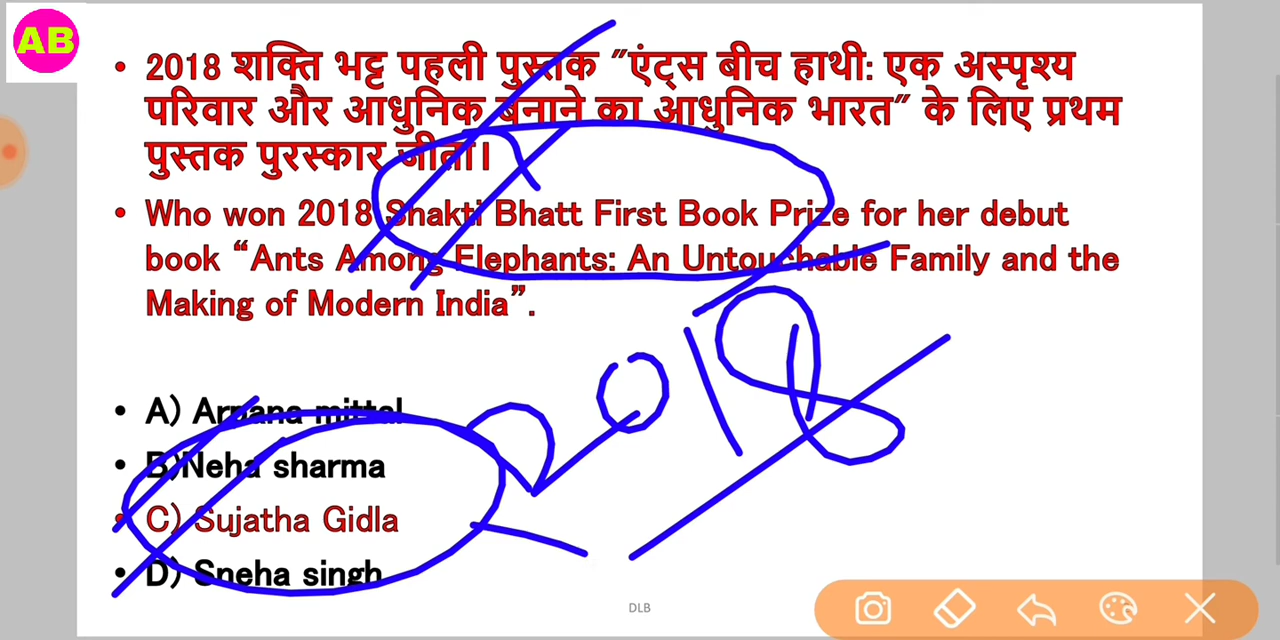 AB
• 2018 शक्ति भट्ट पहली पुस्तक "एंट्स बीच हाथी: एक अस्पृश्य
परिवार और आधुनिक बनाने का आधुनिक भारत" के लिए प्रथम
पुस्तक पुरस्कार जीता।
• Who won 2018 Shakti Bhatt First Book Prize for her debut
book “Ants Among Elephants: An Untouchable Family and the
Making of Modern India”.
2018
• A) Arpana mittal
• B)Neha sharma
• C) Sujatha Gidla
• D) Sneha singh
DLB